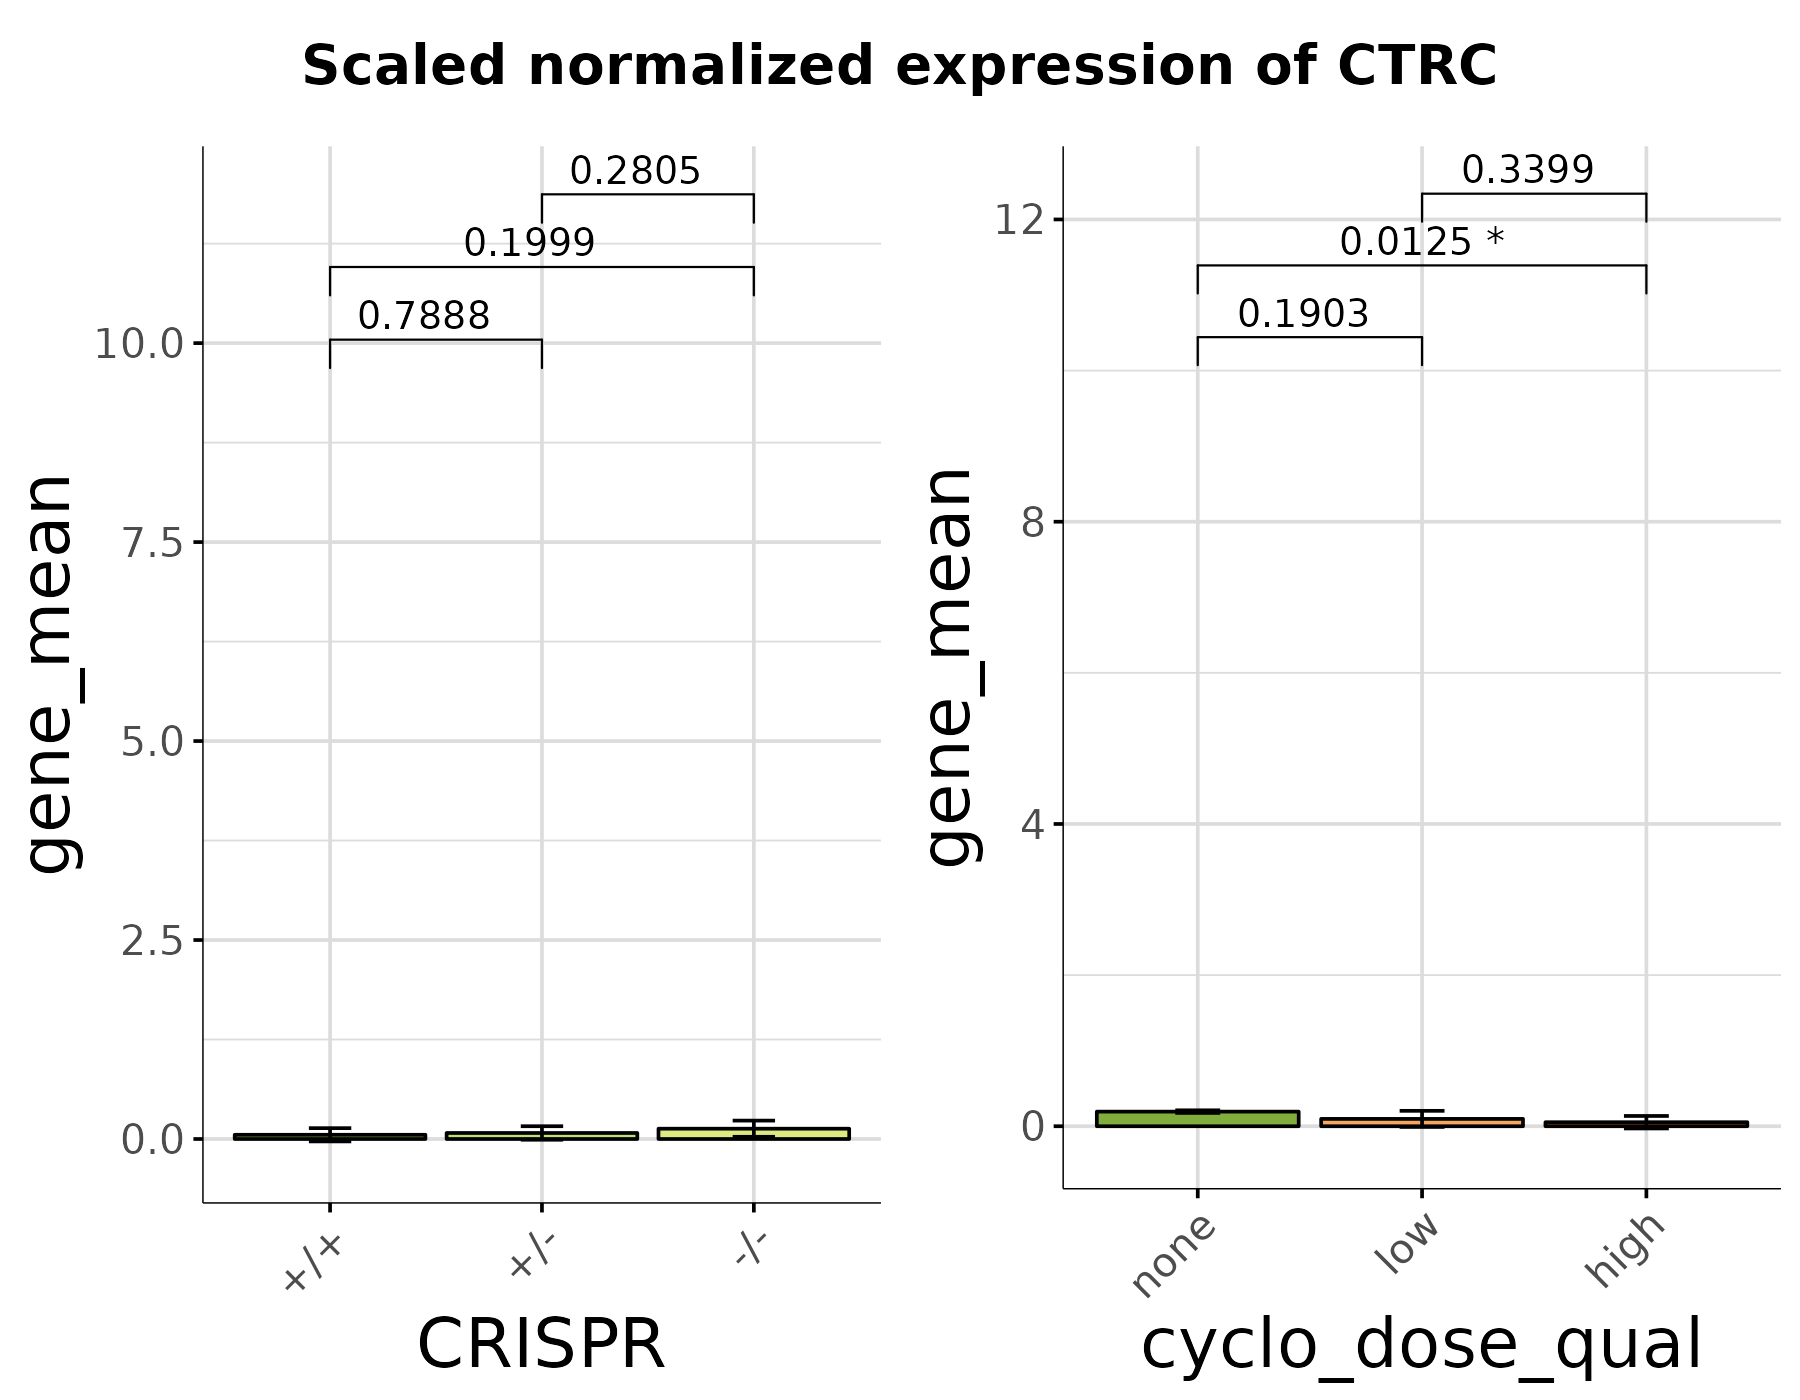 Scaled normalized expression of CTRC
gene_mean
10.0
7.5
5.0
2.5
0.0
0.2805
0.1999
0.7888
+/+
+/-
-/-
CRISPR
gene_mean
12
8
4
0
0.3399
0.0125 *
0.1903
none
low
high
cyclo_dose_qual